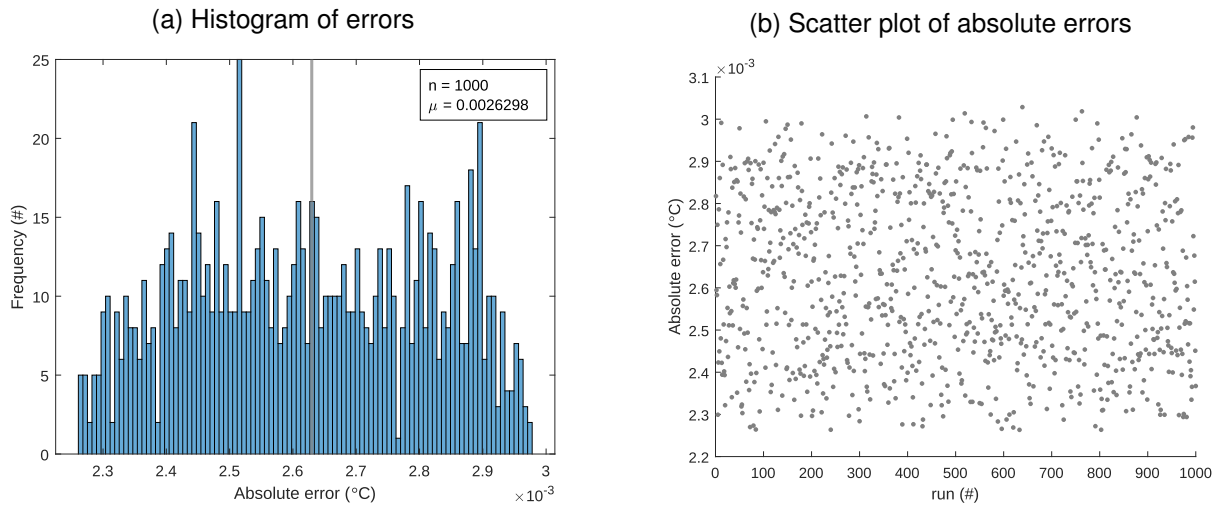 (a) Histogram of errors
25
20
15
10
5
0
Frequency (#)
n = 1000
μ = 0.0026298
2.3 2.4 2.5 2.6 2.7 2.8 2.9 3
Absolute error (°C)
×10⁻³
(b) Scatter plot of absolute errors
×10⁻³
3.1
3
2.9
2.8
2.7
2.6
2.5
2.4
2.3
2.2
Absolute error (°C)
0 100 200 300 400 500 600 700 800 900 1000
run (#)